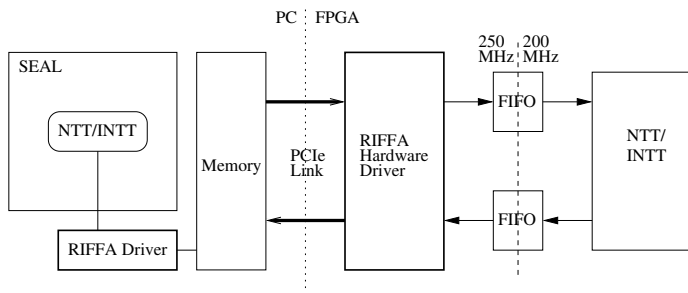 PC
FPGA
SEAL
NTT/INTT
RIFFA Driver
Memory
PCIe
Link
RIFFA
Hardware
Driver
250
MHz
200
MHz
FIFO
FIFO
NTT/
INTT